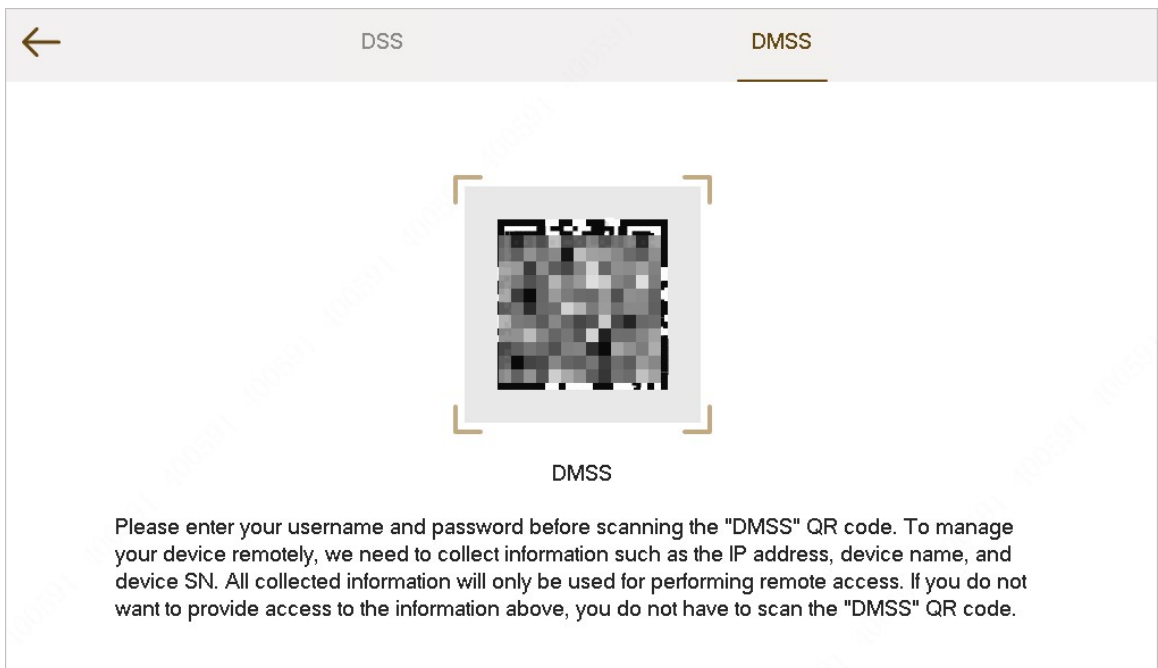 DSS
DMSS
DMSS
Please enter your username and password before scanning the "DMSS" QR code. To manage
your device remotely, we need to collect information such as the IP address, device name, and
device SN. All collected information will only be used for performing remote access. If you do not
want to provide access to the information above, you do not have to scan the "DMSS" QR code.